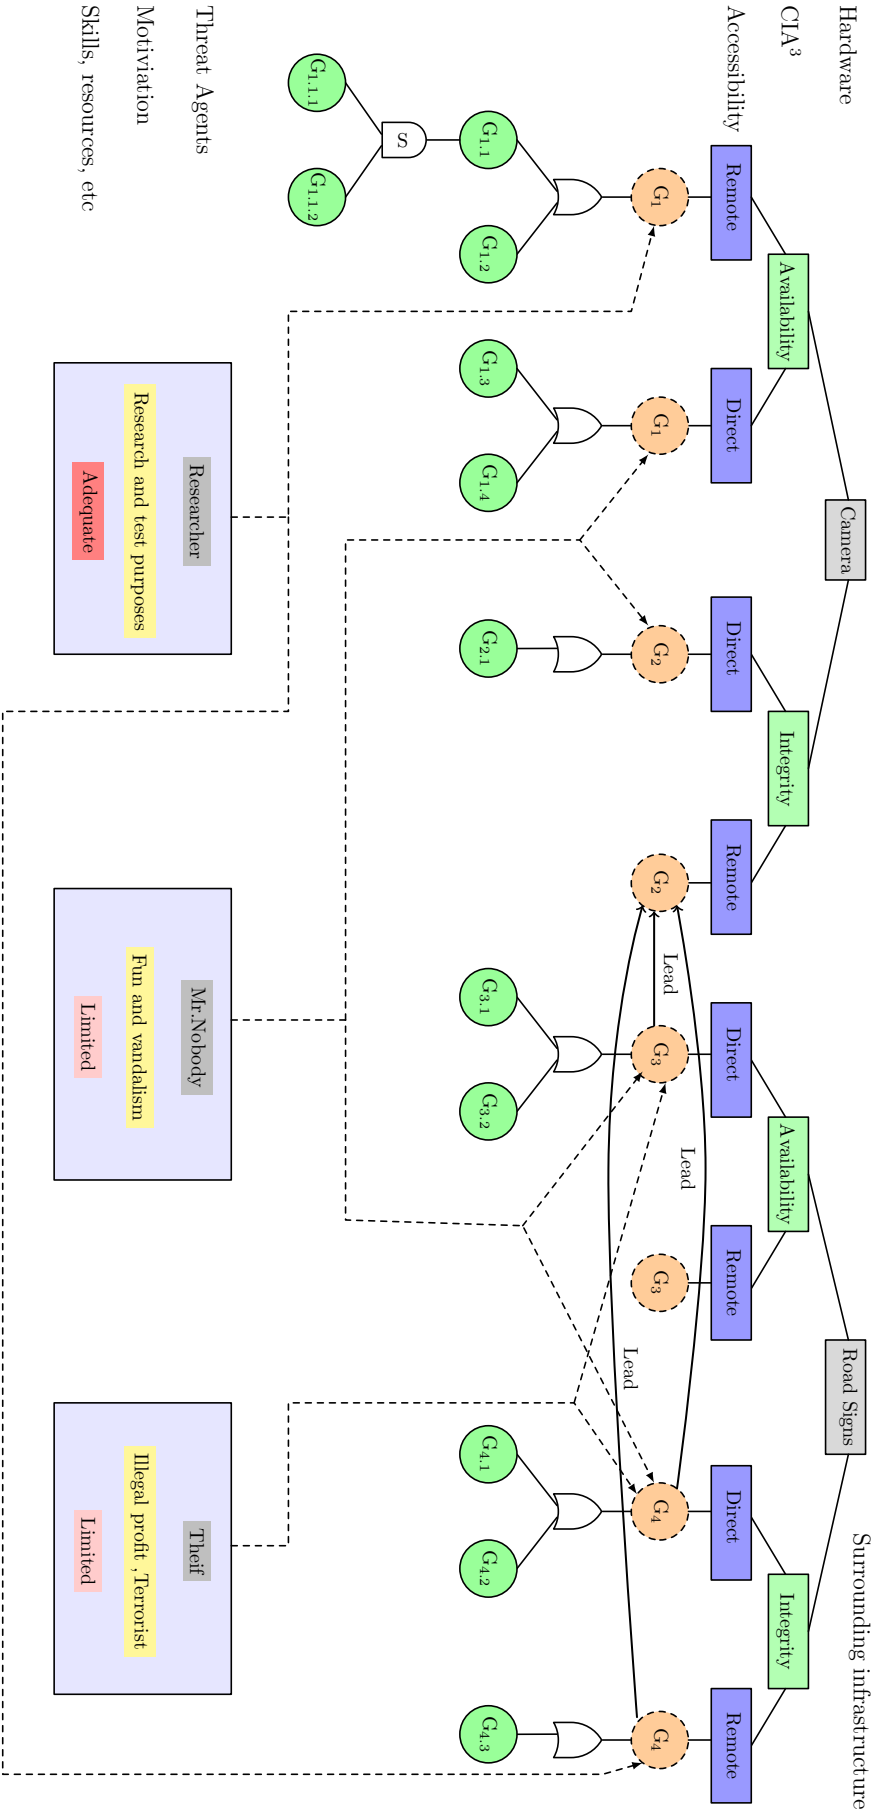 Surrounding infrastructure
Hardware
Camera
Road Signs
CIA³
Availability
Integrity
Availability
Integrity
Accessibility
Remote
Direct
Direct
Remote
Direct
Remote
Direct
Remote
G₁
G₁
G₂
G₂
Lead
G₃
Lead
G₃
Lead
G₄
G₄
G₁.₁
G₁.₂
G₁.₃
G₁.₄
G₂.₁
G₃.₁
G₃.₂
G₄.₁
G₄.₂
G₄.₃
S
G₁.₁.₁
G₁.₁.₂
Threat Agents
Researcher
Mr.Nobody
Theif
Motiviation
Research and test purposes
Fun and vandalism
Illegal profit ,Terrorist
Skills, resources, etc
Adequate
Limited
Limited